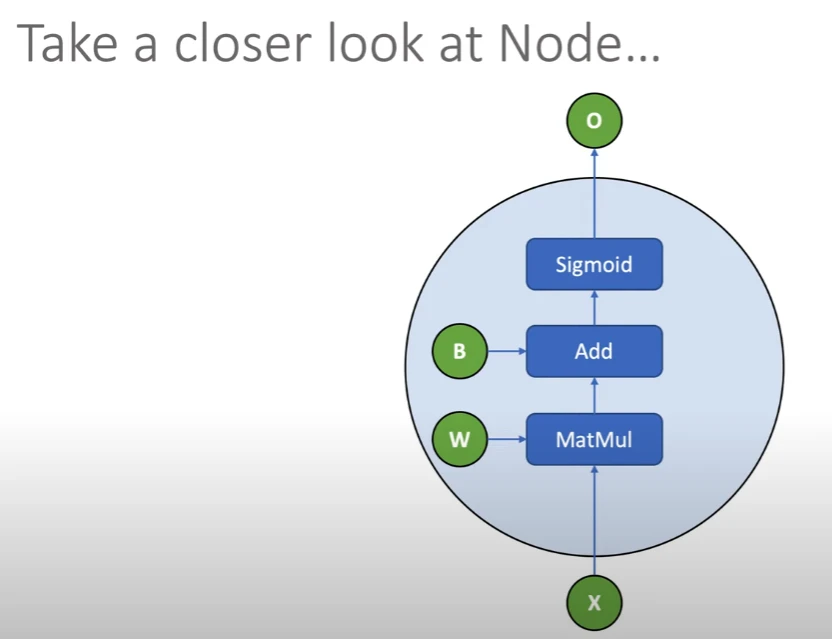 Take a closer look at Node...
O
Sigmoid
B
Add
W
MatMul
X